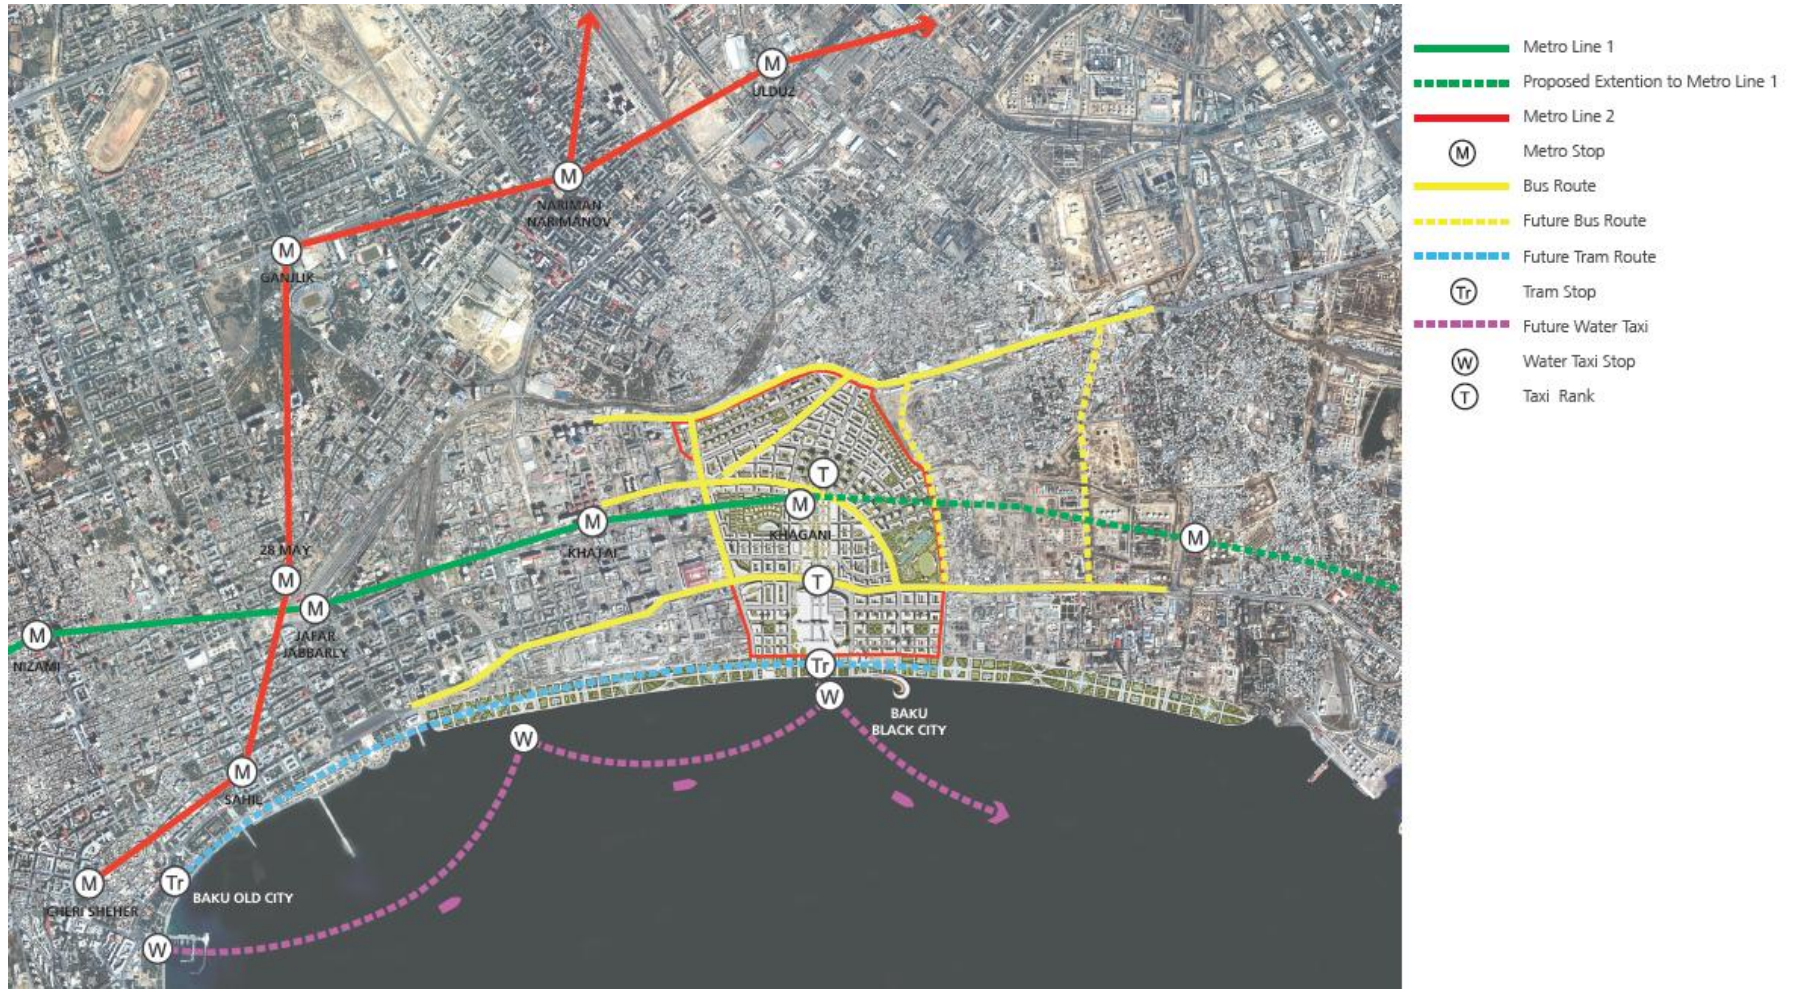 ULDUZ
NARIMAN
NARIMANOV
GANJLIK
28 MAY
KHATAI
KHAGANI
JAFAR
JABBARLY
NIZAMI
SAHIL
BAKU
BLACK CITY
BAKU OLD CITY
ICHERI SHEHER
M
M
M
M
M
M
M
M
M
M
M
T
T
Tr
Tr
W
W
W
Metro Line 1
Proposed Extention to Metro Line 1
Metro Line 2
M Metro Stop
Bus Route
Future Bus Route
Future Tram Route
Tr Tram Stop
Future Water Taxi
W Water Taxi Stop
T Taxi Rank